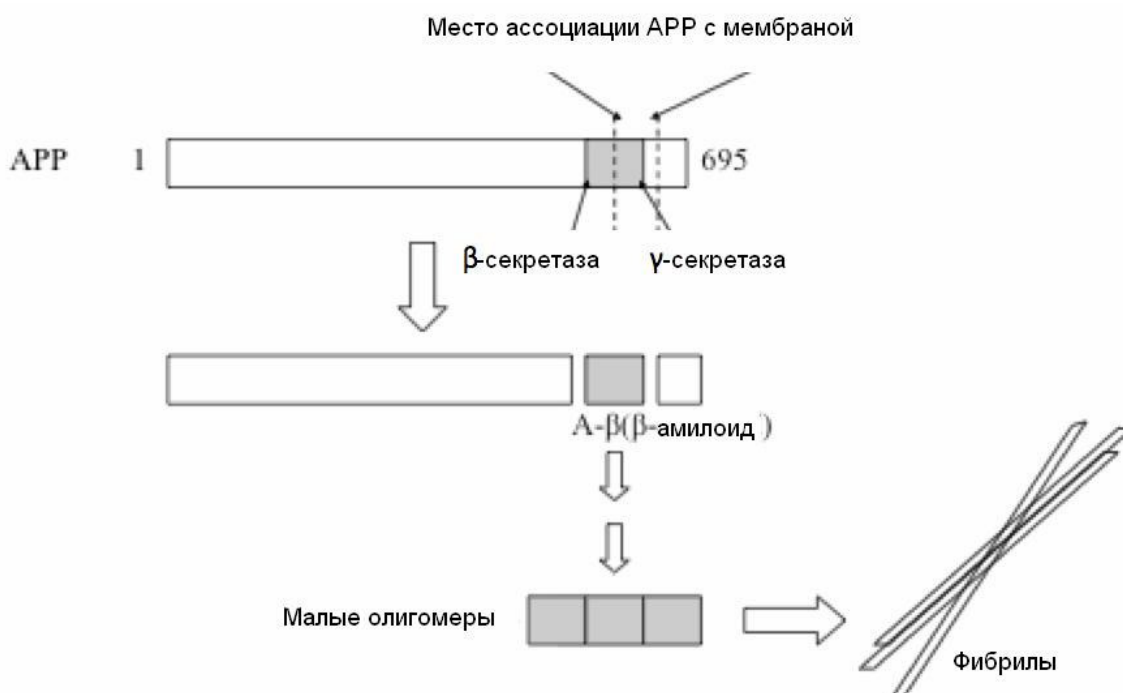 Место ассоциации APP с мембраной
APP 1 695
β-секретаза γ-секретаза
A-β(β-амилоид)
Малые олигомеры
Фибрилы